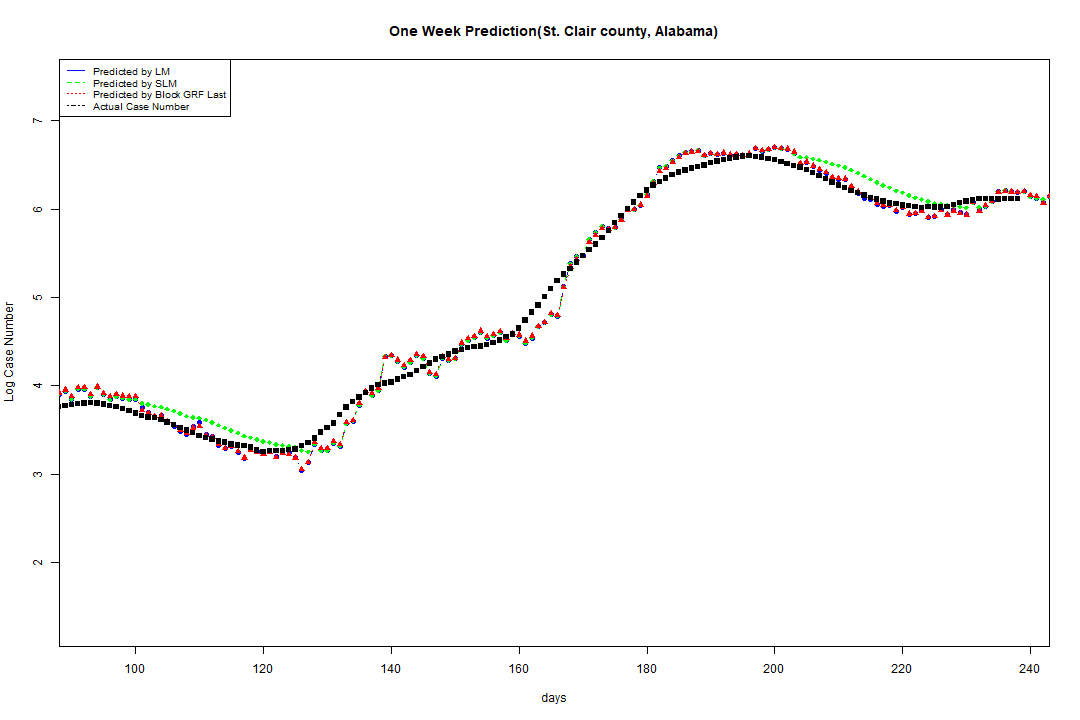 One Week Prediction(St. Clair county, Alabama)
Predicted by LM
Predicted by SLM
Predicted by Block GRF Last
Actual Case Number
7
6
5
4
3
2
Log Case Number
100 120 140 160 180 200 220 240
days